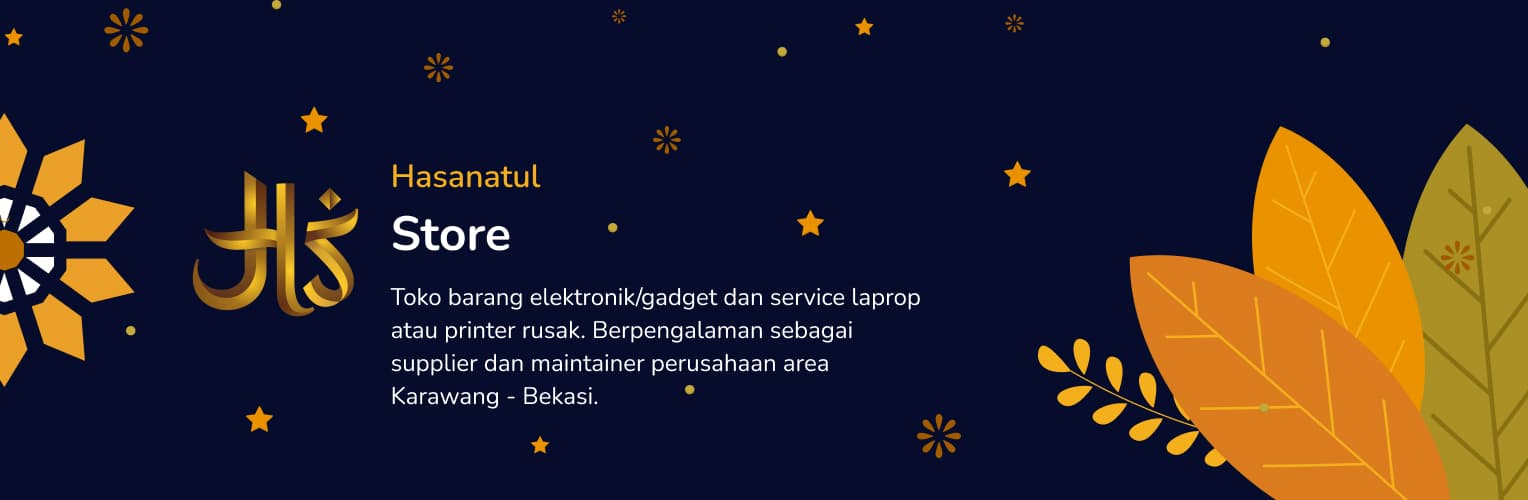 Hasanatul
Store
Toko barang elektronik/gadget dan service laprop
atau printer rusak. Berpengalaman sebagai
supplier dan maintainer perusahaan area
Karawang - Bekasi.